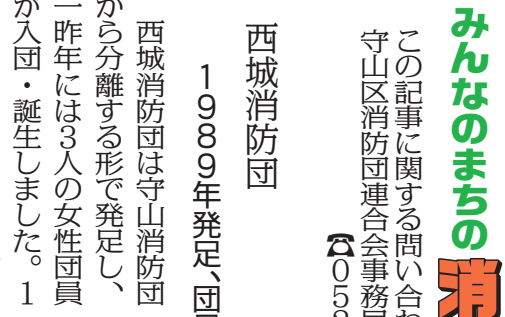 みんなのまちの消
この記事に関する問い合わ
守山区消防団連合会事務局
☎052
西城消防団
1989年発足、団員
西城消防団は守山消防団
から分離する形で発足し、
一昨年には3人の女性団員
が入団・誕生しました。1